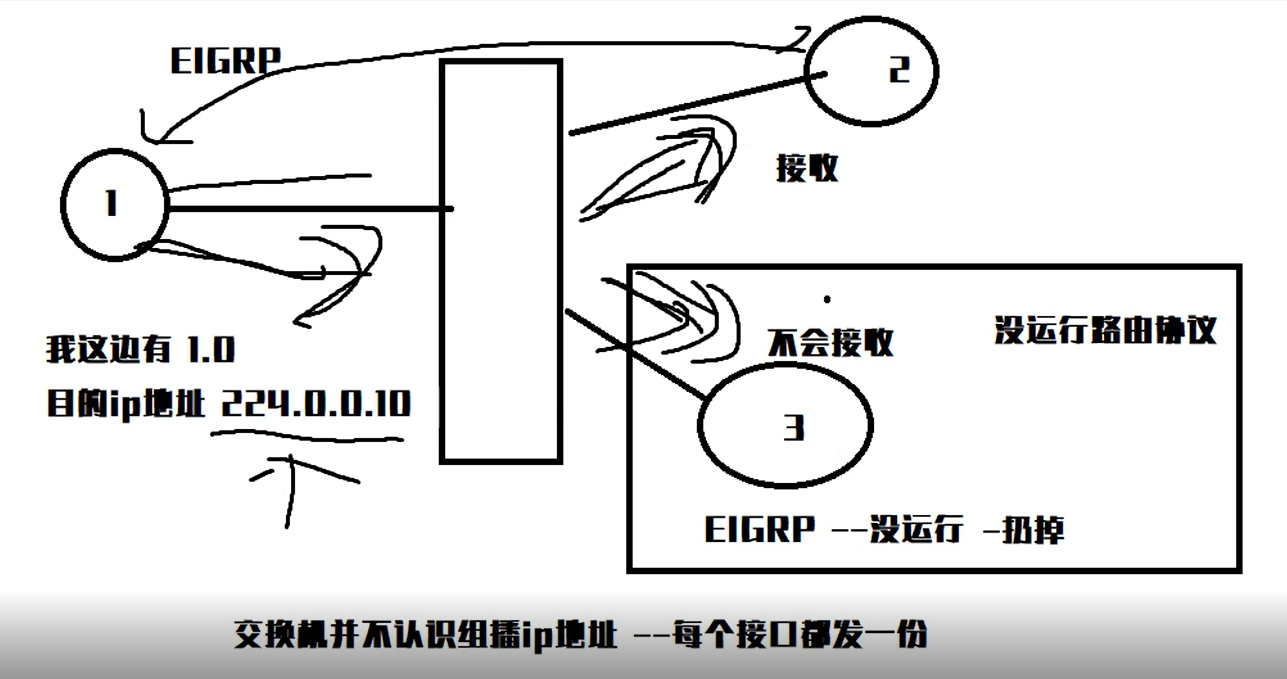 EIGRP
2
接收
1
我这边有 1.0
目的ip地址 224.0.0.10
不会接收
没运行路由协议
3
EIGRP --没运行 -扔掉
交换机并不认识组播ip地址 --每个接口都发一份